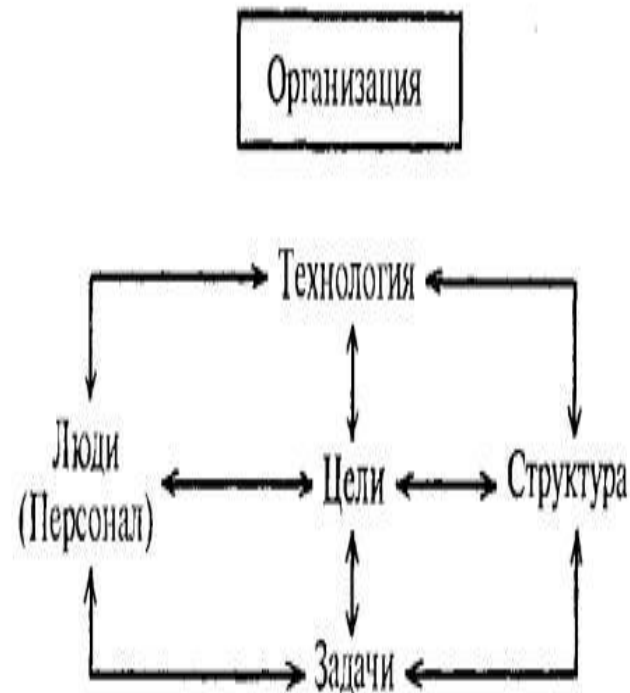 Организация
Технология
Люди
(Персонал)
Цели
Структура
Задачи